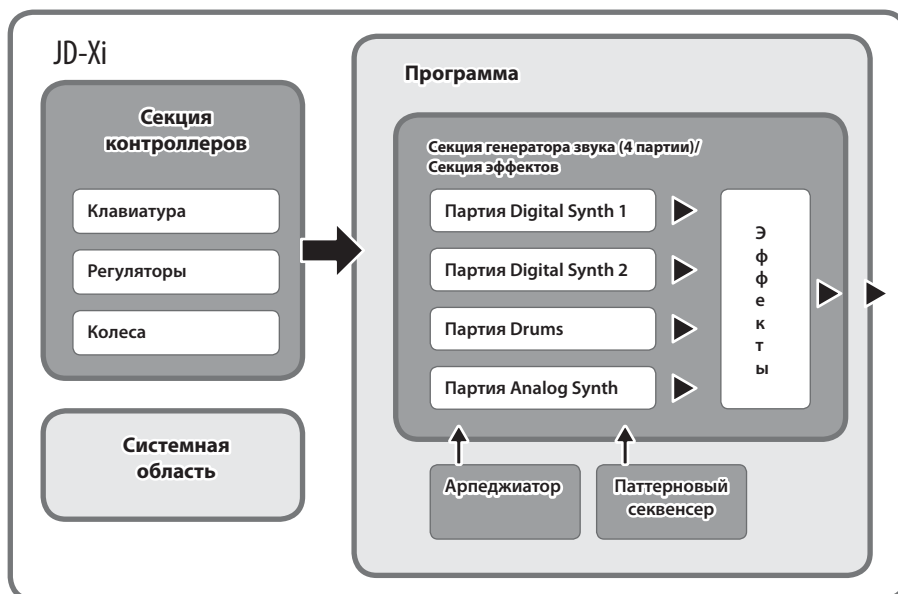 JD-Xi
Секция
контроллеров
Клавиатура
Регуляторы
Колеса
Системная
область
Программа
Секция генератора звука (4 партии)/
Секция эффектов
Партия Digital Synth 1
Партия Digital Synth 2
Партия Drums
Партия Analog Synth
Эффекты
Арпеджиатор
Паттерновый
секвенсер